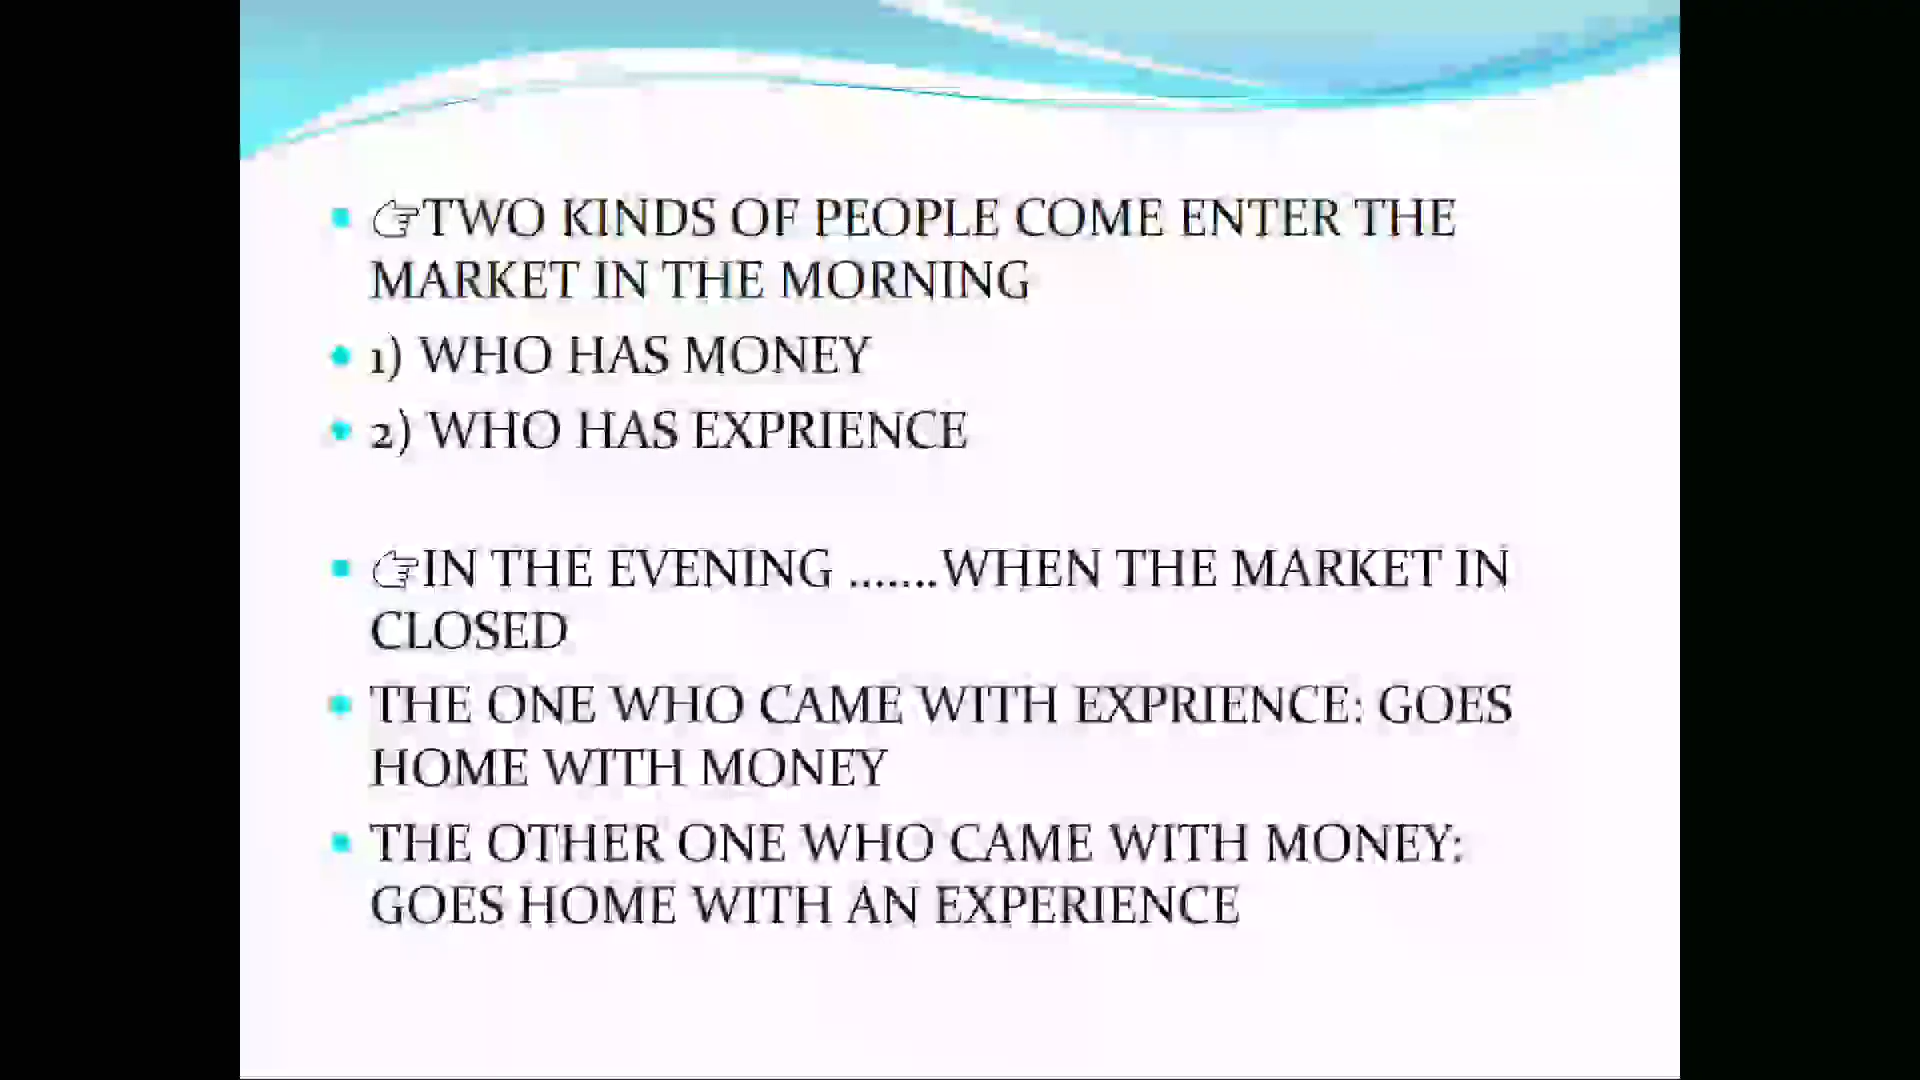 ☞TWO KINDS OF PEOPLE COME ENTER THE
MARKET IN THE MORNING
1) WHO HAS MONEY
2) WHO HAS EXPRIENCE
☞IN THE EVENING .......WHEN THE MARKET IN
CLOSED
THE ONE WHO CAME WITH EXPRIENCE: GOES
HOME WITH MONEY
THE OTHER ONE WHO CAME WITH MONEY:
GOES HOME WITH AN EXPERIENCE